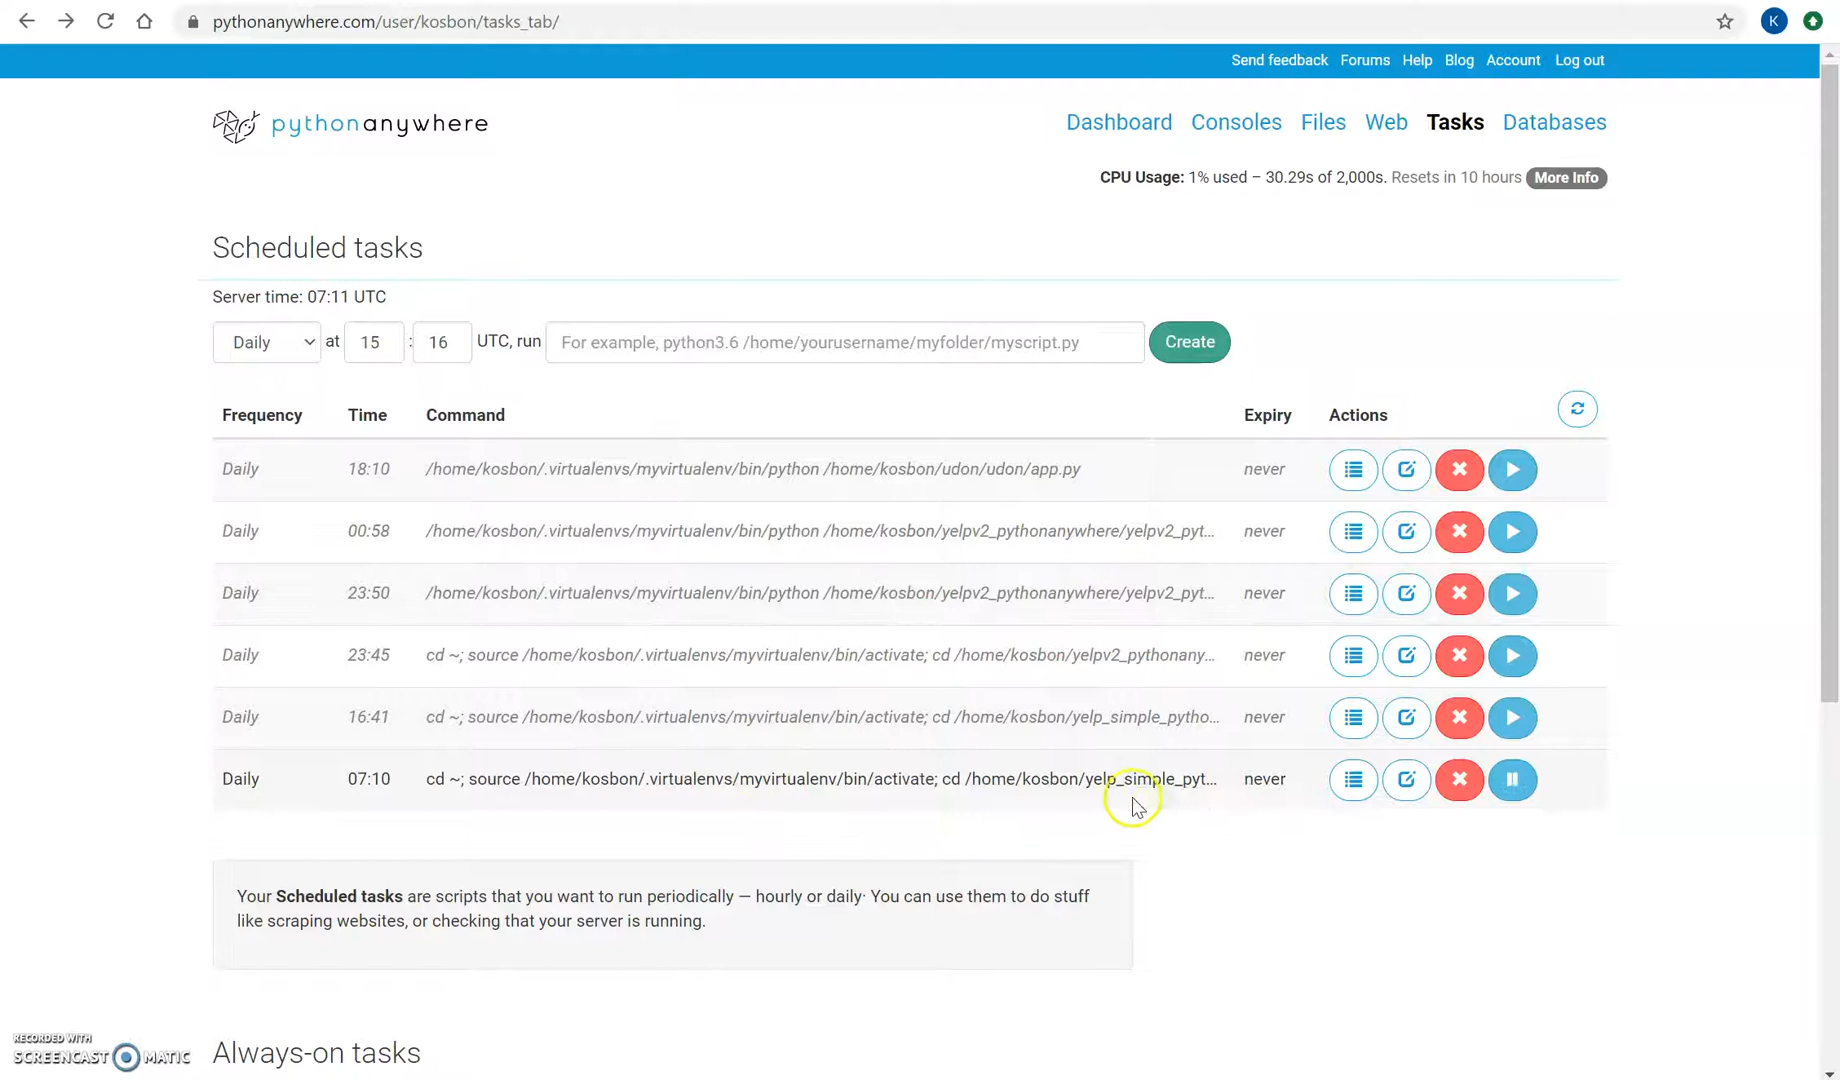 pythonanywhere.com/user/kosbon/tasks_tab/
K
Send feedback Forums Help Blog Account Log out
pythonanywhere
Dashboard Consoles Files Web Tasks Databases
CPU Usage: 1% used – 30.29s of 2,000s. Resets in 10 hours More Info
Scheduled tasks
Server time: 07:11 UTC
Daily at 15 : 16 UTC, run For example, python3.6 /home/yourusername/myfolder/myscript.py Create
Frequency Time Command Expiry Actions
Daily 18:10 /home/kosbon/.virtualenvs/myvirtualenv/bin/python /home/kosbon/udon/udon/app.py never
Daily 00:58 /home/kosbon/.virtualenvs/myvirtualenv/bin/python /home/kosbon/yelpv2_pythonanywhere/yelpv2_pyt... never
Daily 23:50 /home/kosbon/.virtualenvs/myvirtualenv/bin/python /home/kosbon/yelpv2_pythonanywhere/yelpv2_pyt... never
Daily 23:45 cd ~; source /home/kosbon/.virtualenvs/myvirtualenv/bin/activate; cd /home/kosbon/yelpv2_pythonany... never
Daily 16:41 cd ~; source /home/kosbon/.virtualenvs/myvirtualenv/bin/activate; cd /home/kosbon/yelp_simple_pytho... never
Daily 07:10 cd ~; source /home/kosbon/.virtualenvs/myvirtualenv/bin/activate; cd /home/kosbon/yelp_simple_pyt... never
Your Scheduled tasks are scripts that you want to run periodically — hourly or daily· You can use them to do stuff
like scraping websites, or checking that your server is running.
RECORDED WITH
SCREENCAST MATIC
Always-on tasks